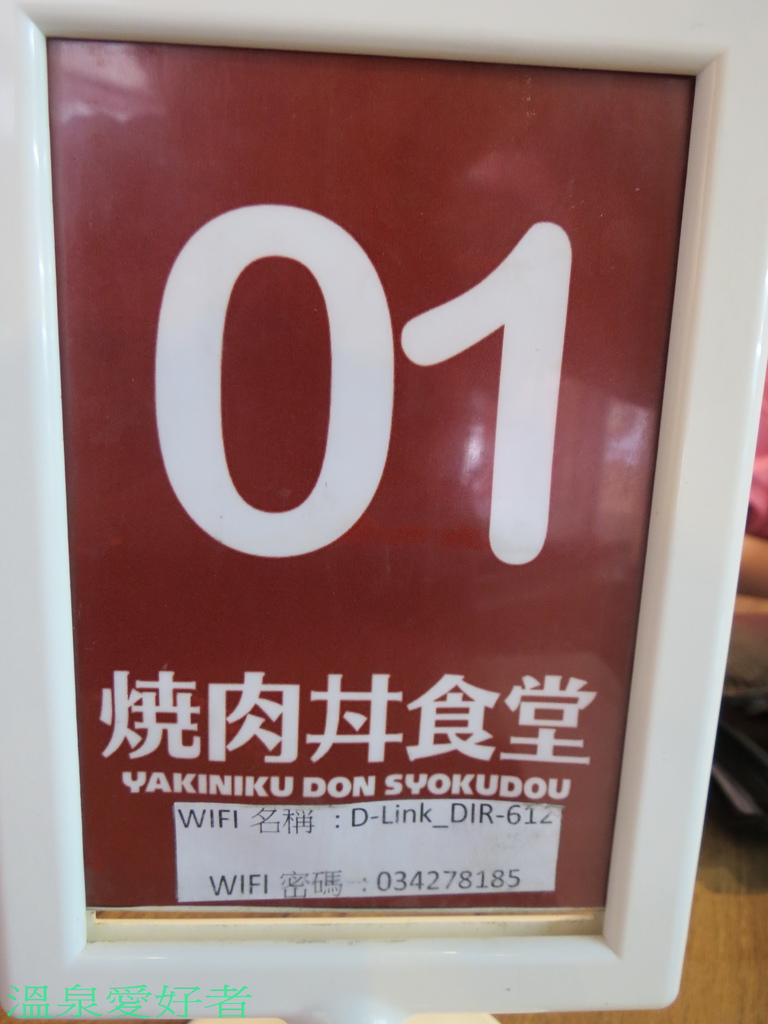 01
焼肉丼食堂
YAKINIKU DON SYOKUDOU
WIFI 名稱 : D-Link_DIR-612
WIFI 密碼 : 034278185
溫泉愛好者